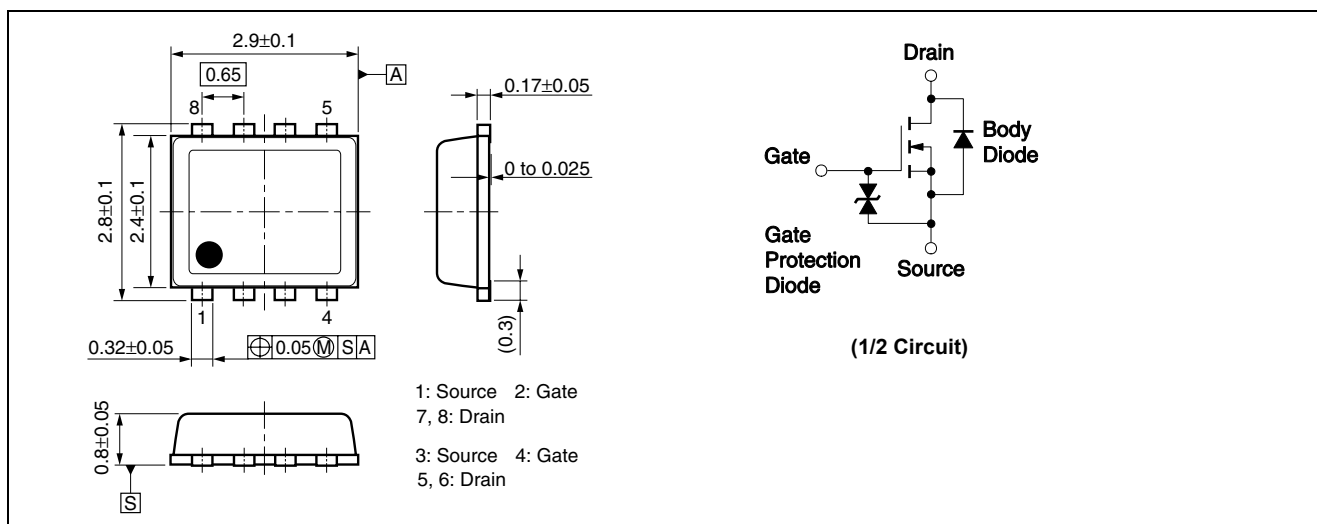 2.9±0.1
0.65
A
8
5
2.8±0.1
2.4±0.1
1
4
0.32±0.05
⌖ 0.05 Ⓜ S A
0.17±0.05
0 to 0.025
(0.3)
0.8±0.05
S
1: Source 2: Gate
7, 8: Drain
3: Source 4: Gate
5, 6: Drain
Drain
Body
Diode
Gate
Gate
Protection
Diode
Source
(1/2 Circuit)